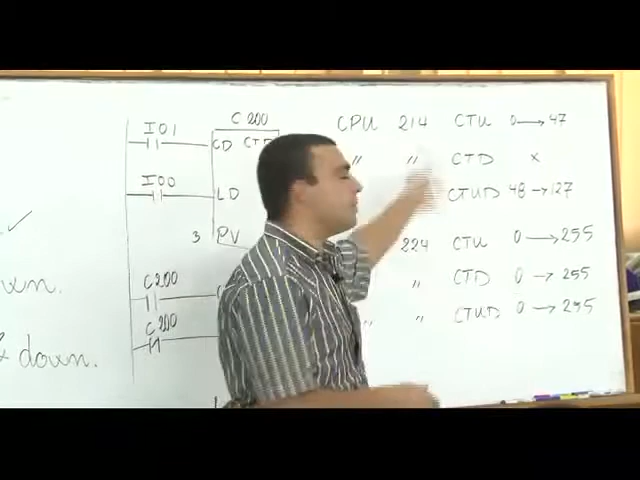 I01
C 200
CD CTD
I00
LD
3 PV
C200
C200
down.
CPU 214 CTU 0→47
" " CTD x
CTUD 48→127
224 CTU 0→255
" CTD 0→255
" " CTUD 0→255